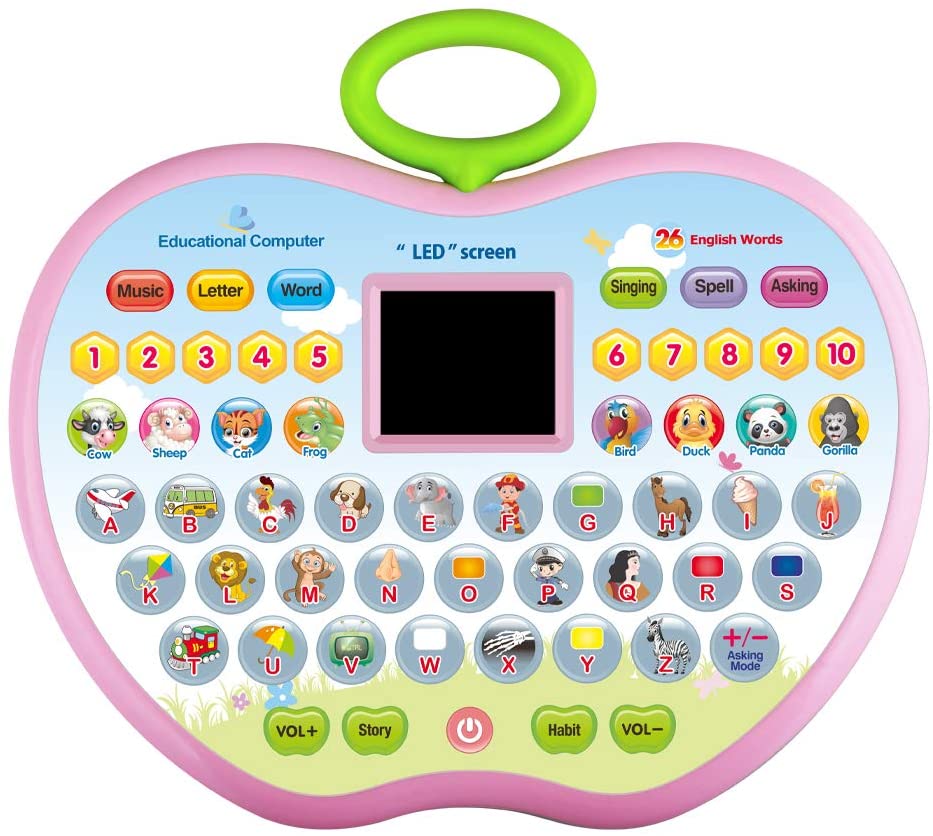 Educational Computer
“ LED ” screen
26 English Words
Music Letter Word
Singing Spell Asking
1 2 3 4 5
6 7 8 9 10
Cow Sheep Cat Frog
Bird Duck Panda Gorilla
A B C D E F G H I J
BUS
K L M N O P Q R S
T U V W X Y Z
+/−
Asking
Mode
VOL+ Story Habit VOL−